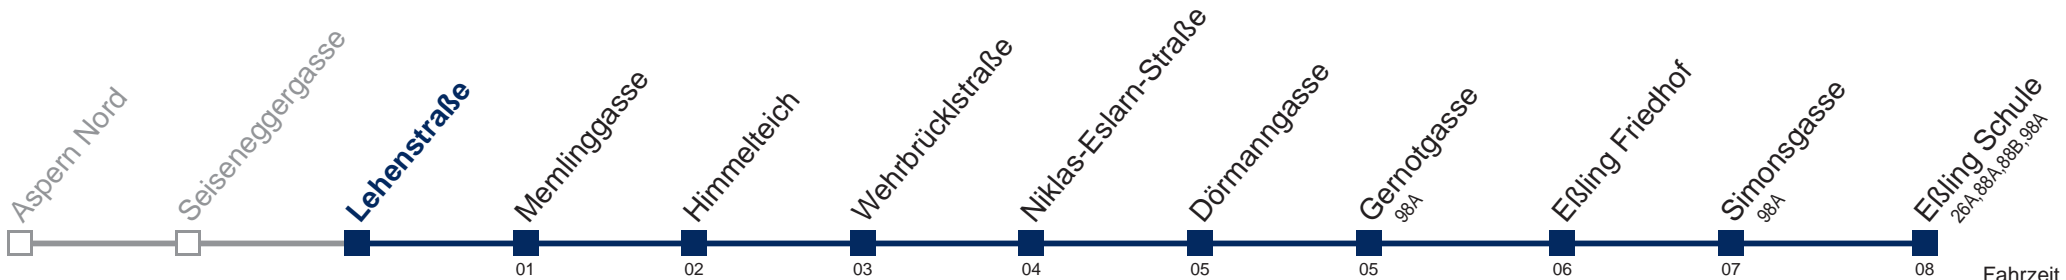 Aspern Nord
Seiseneggergasse
Lehenstraße
Memlinggasse
Himmelteich
Wehrbrücklstraße
Niklas-Eslarn-Straße
Dörmanngasse
Gernotgasse
98A
Eßling Friedhof
Simonsgasse
98A
Eßling Schule
26A,88A,88B,98A
01 02 03 04 05 05 06 07 08 Fahrzeit